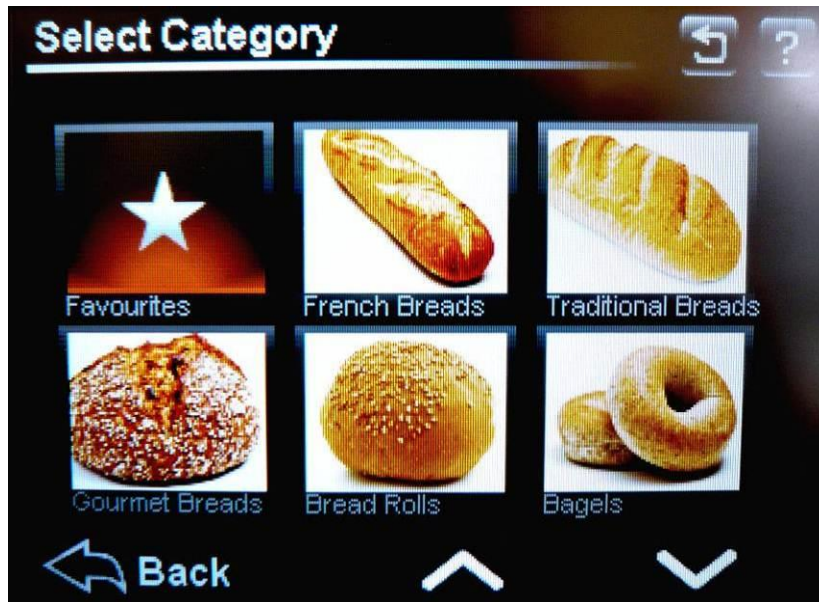 Select Category
?
Favourites
French Breads
Traditional Breads
Gourmet Breads
Bread Rolls
Bagels
Back